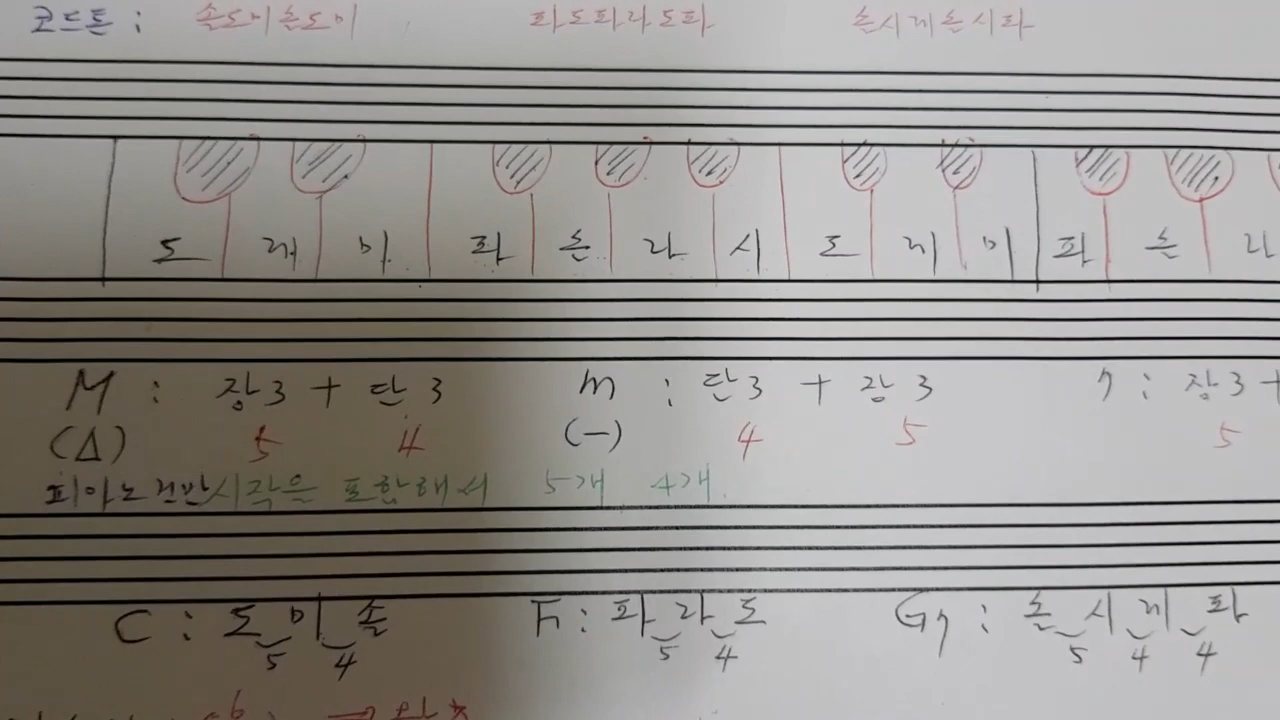 코드톤 : 솔도미솔도미 파도파라도파 솔시레솔시파
도 레 미 파 솔 라 시 도 레 미 파 솔 라
M : 장3 + 단3 m : 단3 + 장3 7 : 장3 +
(△) 5 4 (-) 4 5 5
피아노건반시작을 포함해서 5개 4개
C : 도 미 솔 F : 파 라 도 G7 : 솔 시 레 파
5 4 5 4 5 4 4